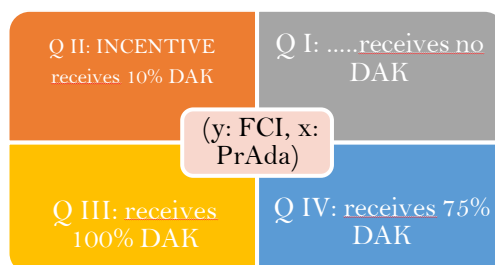 Q II: INCENTIVE
receives 10% DAK
Q I: .....receives no
DAK
(y: FCI, x:
PrAda)
Q III: receives
100% DAK
Q IV: receives 75%
DAK